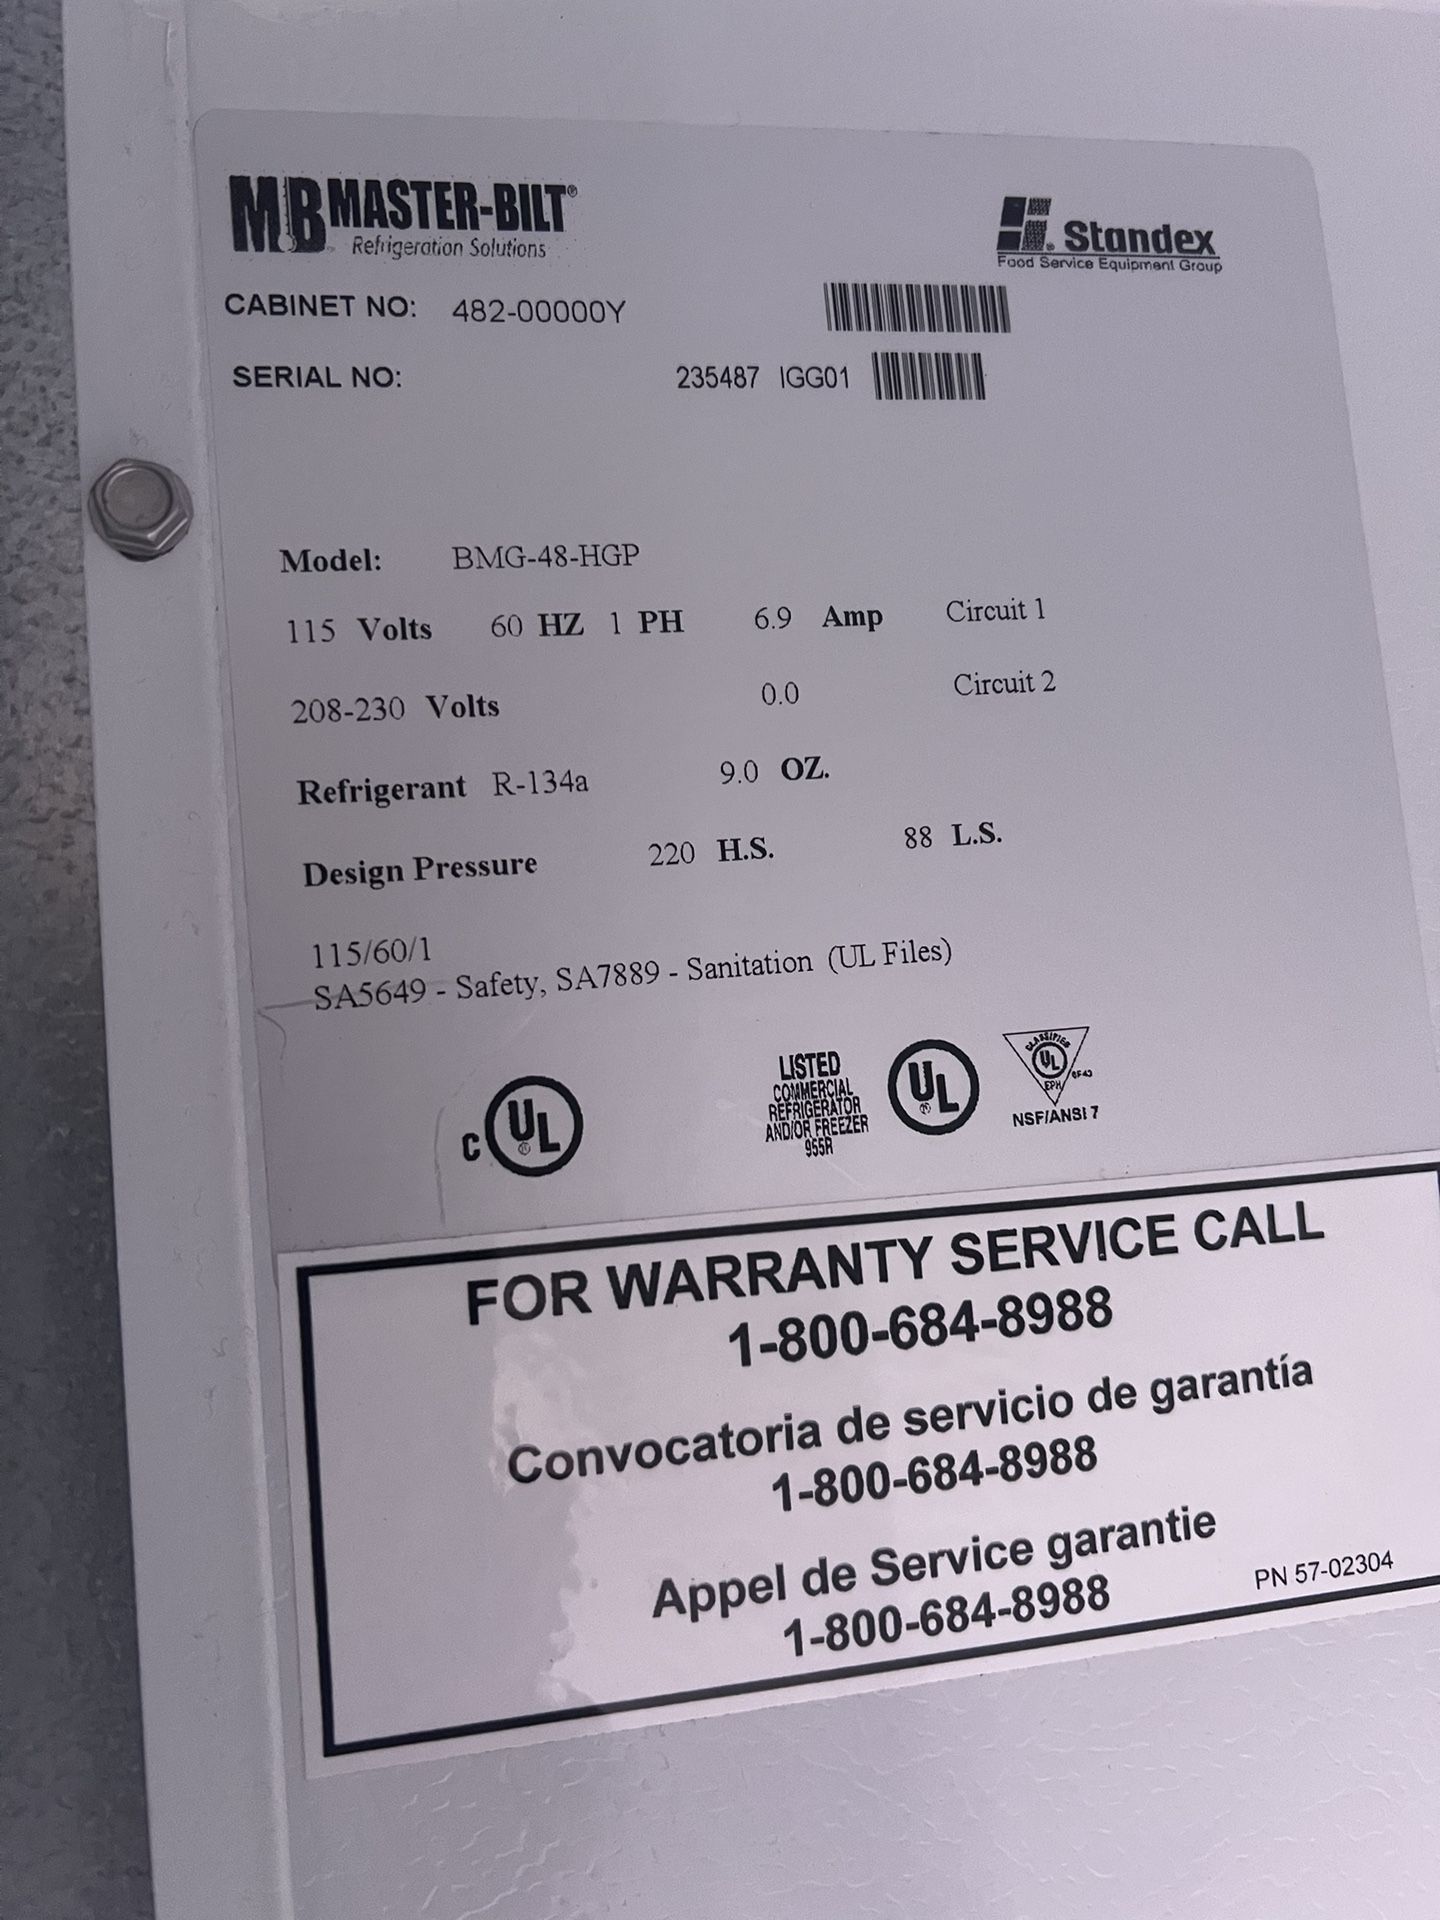 MB MASTER-BILT®
Refrigeration Solutions
Standex
Food Service Equipment Group
CABINET NO: 482-00000Y
SERIAL NO: 235487 IGG01
Model: BMG-48-HGP
115 Volts 60 HZ 1 PH 6.9 Amp Circuit 1
208-230 Volts 0.0 Circuit 2
Refrigerant R-134a 9.0 OZ.
Design Pressure 220 H.S. 88 L.S.
115/60/1
SA5649 - Safety, SA7889 - Sanitation (UL Files)
C UL ®
LISTED
COMMERCIAL
REFRIGERATOR
AND/OR FREEZER
955R
UL ®
CLASSIFIED
UL
EPH
NSF/ANSI 7
FOR WARRANTY SERVICE CALL
1-800-684-8988
Convocatoria de servicio de garantía
1-800-684-8988
Appel de Service garantie
1-800-684-8988
PN 57-02304